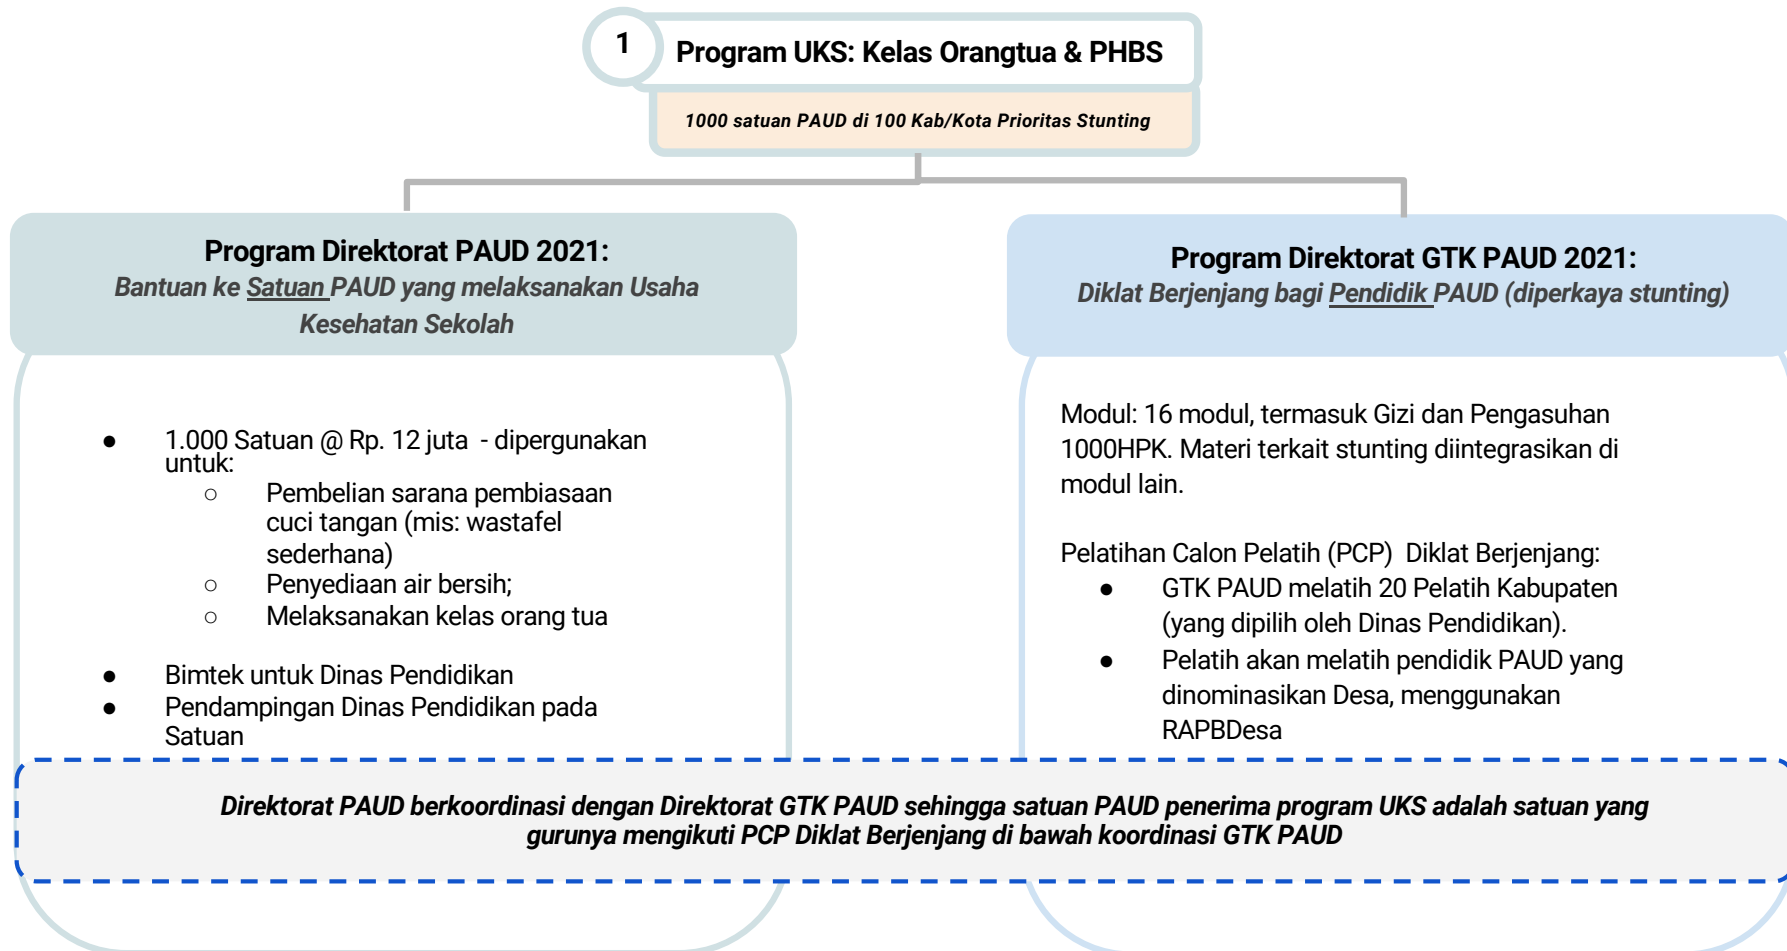 1
Program UKS: Kelas Orangtua & PHBS
1000 satuan PAUD di 100 Kab/Kota Prioritas Stunting
Program Direktorat PAUD 2021:
Bantuan ke Satuan PAUD yang melaksanakan Usaha
Kesehatan Sekolah
● 1.000 Satuan @ Rp. 12 juta - dipergunakan
untuk:
○ Pembelian sarana pembiasaan
cuci tangan (mis: wastafel
sederhana)
○ Penyediaan air bersih;
○ Melaksanakan kelas orang tua
● Bimtek untuk Dinas Pendidikan
● Pendampingan Dinas Pendidikan pada
Satuan
Program Direktorat GTK PAUD 2021:
Diklat Berjenjang bagi Pendidik PAUD (diperkaya stunting)
Modul: 16 modul, termasuk Gizi dan Pengasuhan
1000HPK. Materi terkait stunting diintegrasikan di
modul lain.
Pelatihan Calon Pelatih (PCP) Diklat Berjenjang:
● GTK PAUD melatih 20 Pelatih Kabupaten
(yang dipilih oleh Dinas Pendidikan).
● Pelatih akan melatih pendidik PAUD yang
dinominasikan Desa, menggunakan
RAPBDesa
Direktorat PAUD berkoordinasi dengan Direktorat GTK PAUD sehingga satuan PAUD penerima program UKS adalah satuan yang
gurunya mengikuti PCP Diklat Berjenjang di bawah koordinasi GTK PAUD